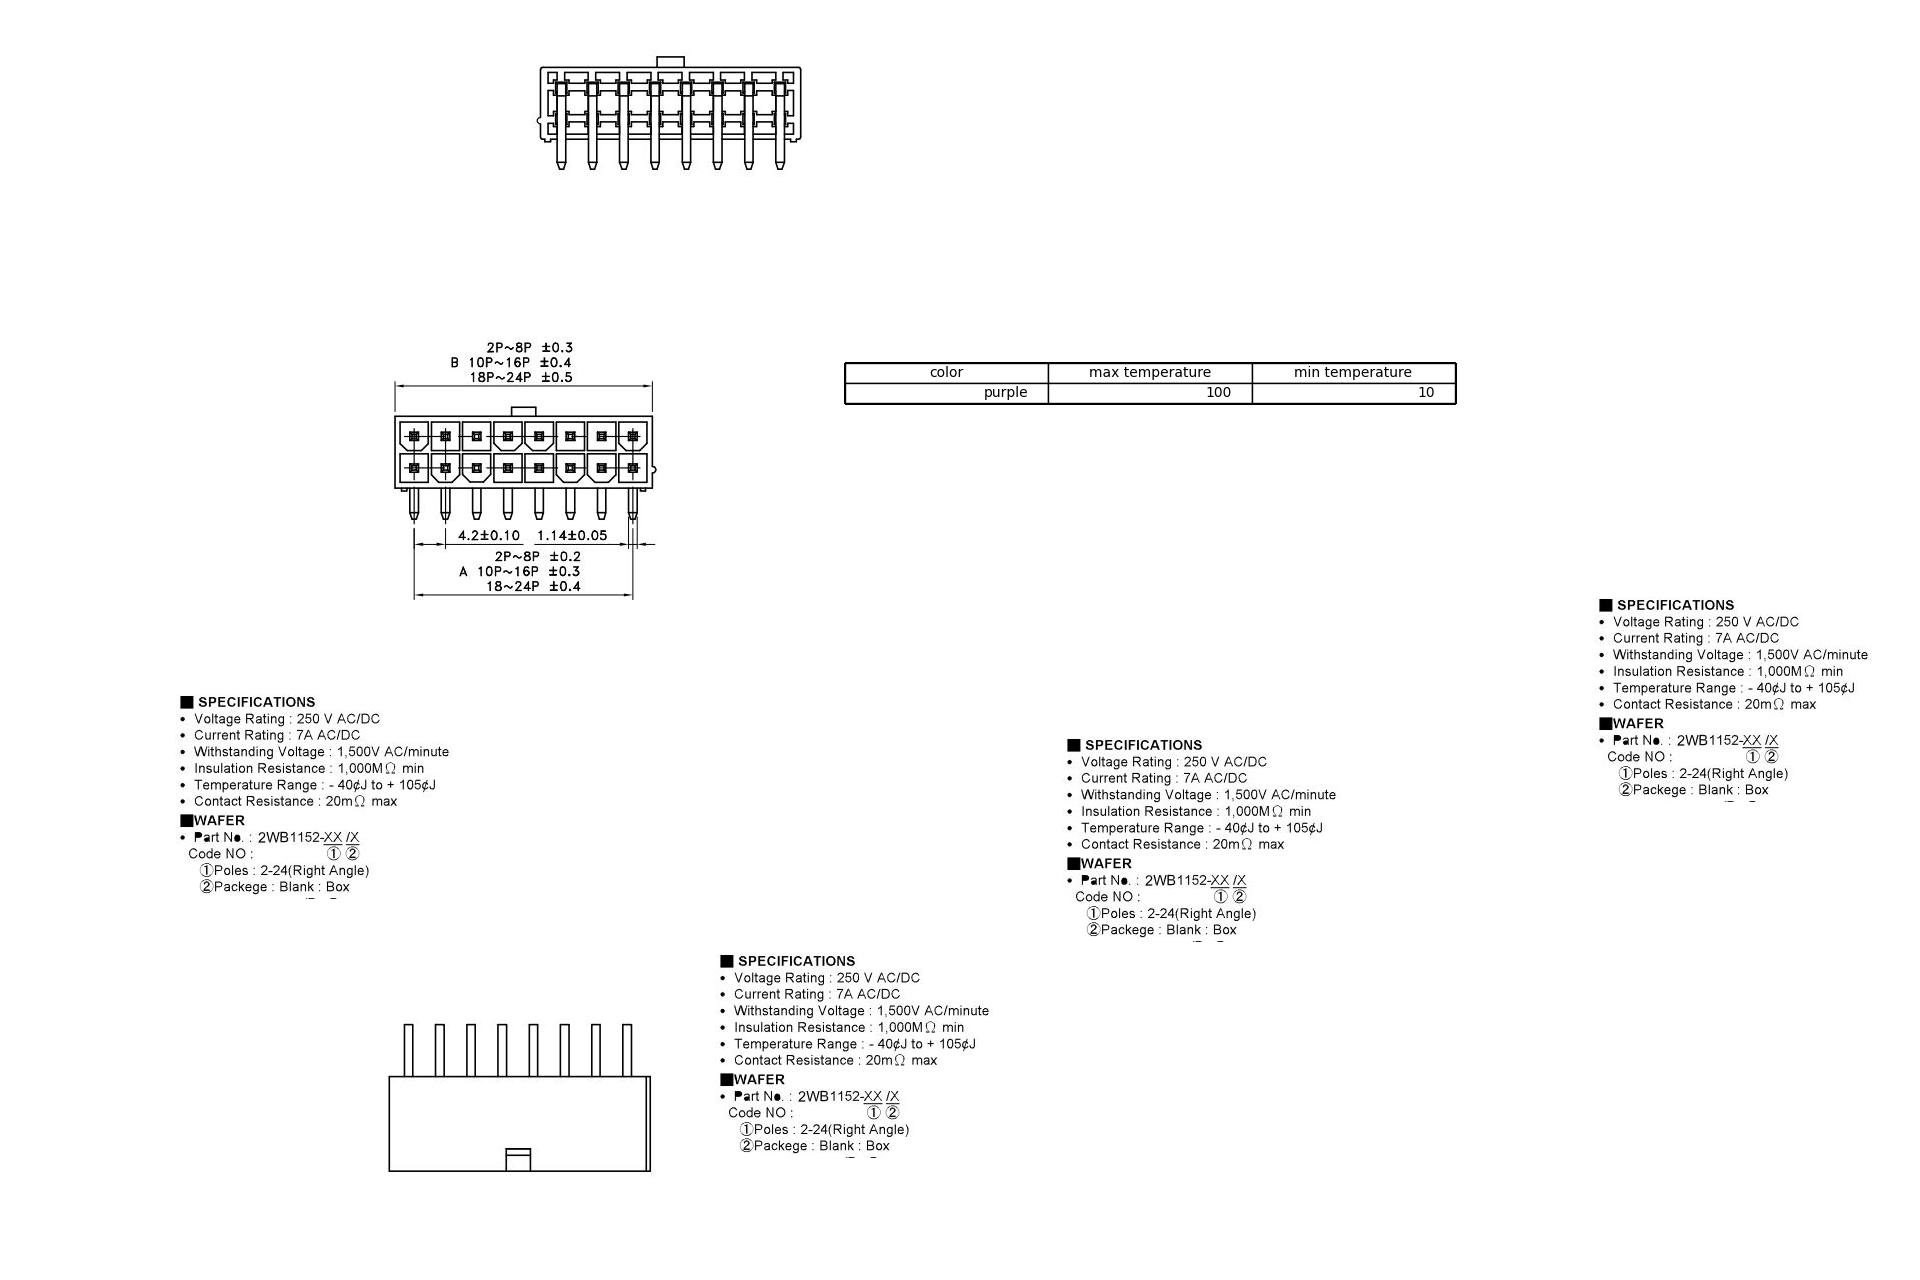 2P~8P ±0.3
B 10P~16P ±0.4
18P~24P ±0.5
color max temperature min temperature
purple 100 10
4.2±0.10 1.14±0.05
2P~8P ±0.2
A 10P~16P ±0.3
18~24P ±0.4
■ SPECIFICATIONS
• Voltage Rating : 250 V AC/DC
• Current Rating : 7A AC/DC
• Withstanding Voltage : 1,500V AC/minute
• Insulation Resistance : 1,000MΩ min
• Temperature Range : - 40¢J to + 105¢J
• Contact Resistance : 20mΩ max
■WAFER
• Part No. : 2WB1152-XX /X
Code NO : ① ②
①Poles : 2-24(Right Angle)
②Packege : Blank : Box
■ SPECIFICATIONS
• Voltage Rating : 250 V AC/DC
• Current Rating : 7A AC/DC
• Withstanding Voltage : 1,500V AC/minute
• Insulation Resistance : 1,000MΩ min
• Temperature Range : - 40¢J to + 105¢J
• Contact Resistance : 20mΩ max
■WAFER
• Part No. : 2WB1152-XX /X
Code NO : ① ②
①Poles : 2-24(Right Angle)
②Packege : Blank : Box
■ SPECIFICATIONS
• Voltage Rating : 250 V AC/DC
• Current Rating : 7A AC/DC
• Withstanding Voltage : 1,500V AC/minute
• Insulation Resistance : 1,000MΩ min
• Temperature Range : - 40¢J to + 105¢J
• Contact Resistance : 20mΩ max
■WAFER
• Part No. : 2WB1152-XX /X
Code NO : ① ②
①Poles : 2-24(Right Angle)
②Packege : Blank : Box
■ SPECIFICATIONS
• Voltage Rating : 250 V AC/DC
• Current Rating : 7A AC/DC
• Withstanding Voltage : 1,500V AC/minute
• Insulation Resistance : 1,000MΩ min
• Temperature Range : - 40¢J to + 105¢J
• Contact Resistance : 20mΩ max
■WAFER
• Part No. : 2WB1152-XX /X
Code NO : ① ②
①Poles : 2-24(Right Angle)
②Packege : Blank : Box